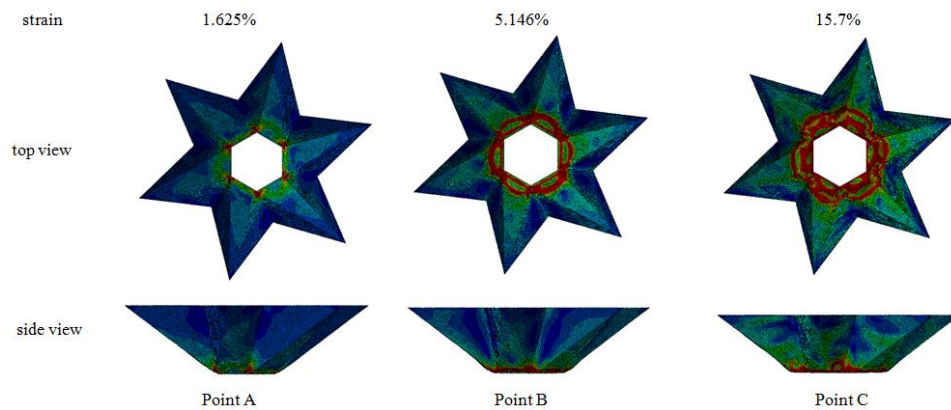 strain 1.625% 5.146% 15.7%
top view
side view
Point A Point B Point C